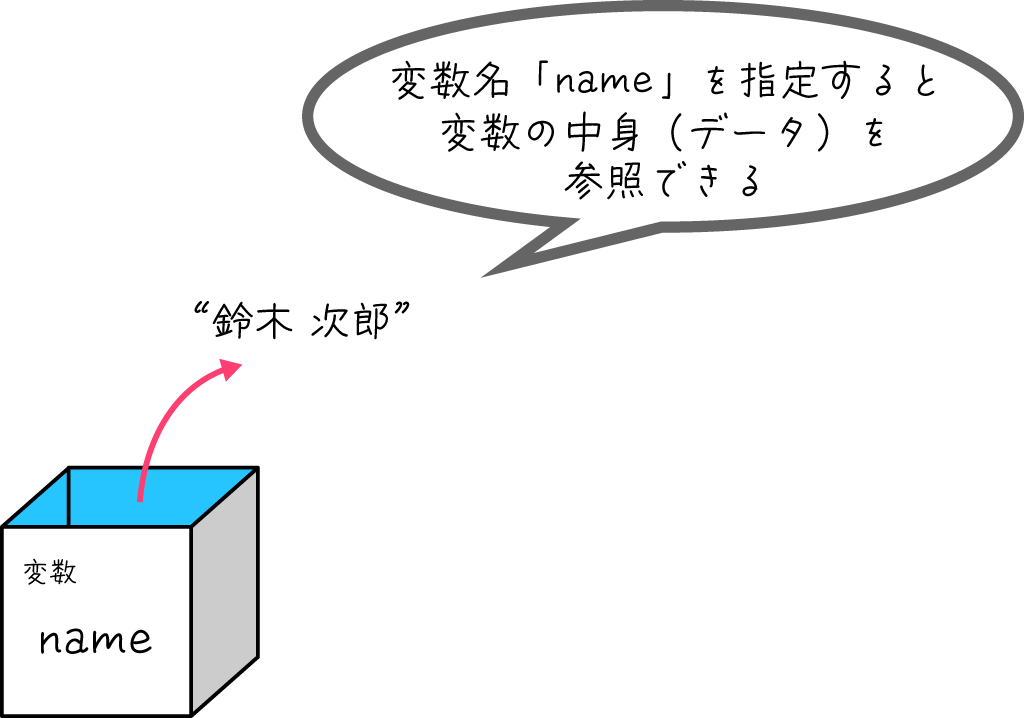 変数名「name」を指定すると
変数の中身（データ）を
参照できる
“鈴木 次郎”
変数
name